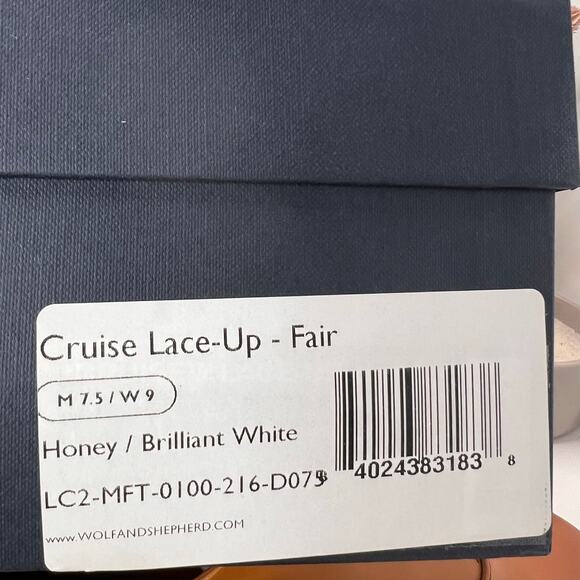 Cruise Lace-Up - Fair
M 7.5 / W 9
Honey / Brilliant White
4024383183 8
LC2-MFT-0100-216-D075
www.WOLFANDSHEPHERD.COM